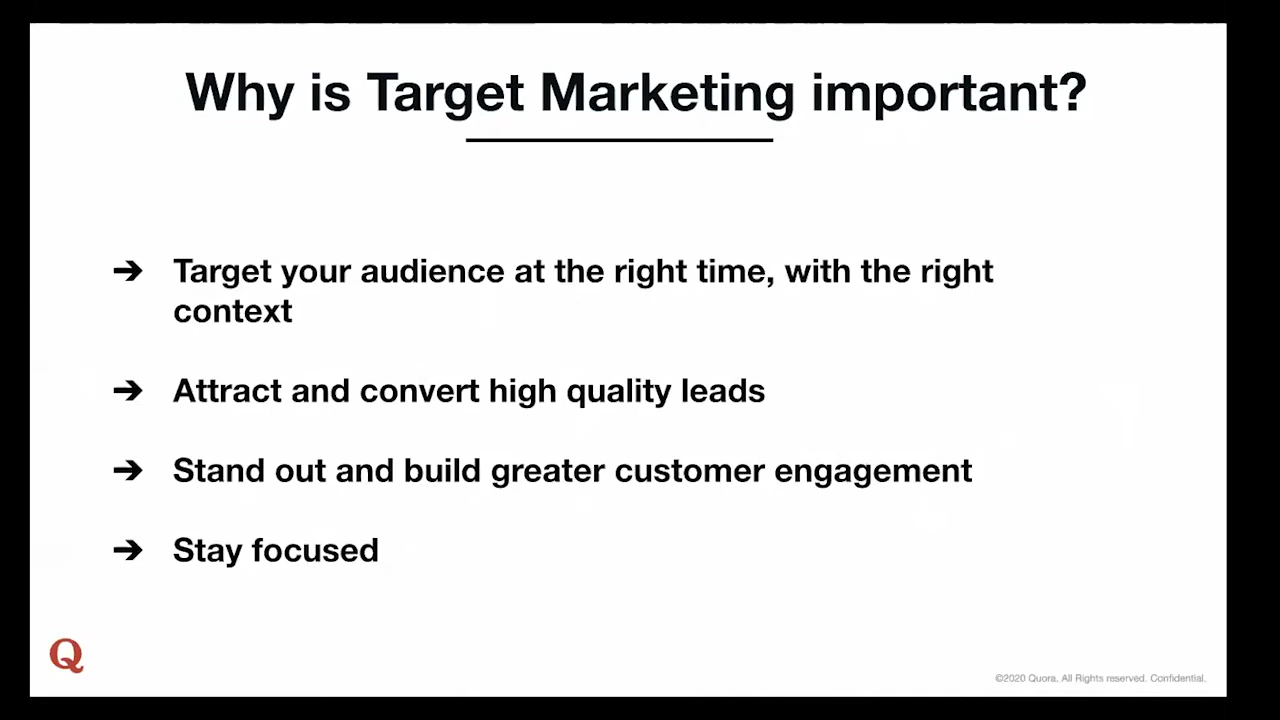 Why is Target Marketing important?
➔ Target your audience at the right time, with the right
context
➔ Attract and convert high quality leads
➔ Stand out and build greater customer engagement
➔ Stay focused
Q
©2020 Quora. All Rights reserved. Confidential.